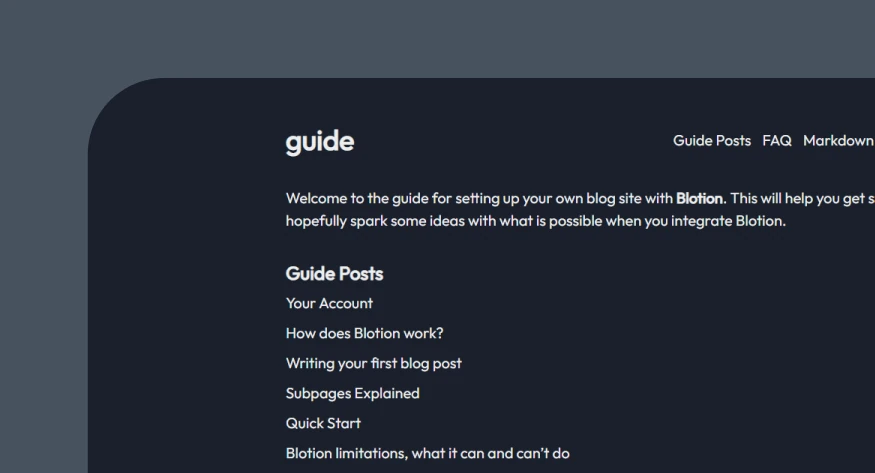 guide
Guide Posts FAQ Markdown
Welcome to the guide for setting up your own blog site with Blotion. This will help you get s
hopefully spark some ideas with what is possible when you integrate Blotion.
Guide Posts
Your Account
How does Blotion work?
Writing your first blog post
Subpages Explained
Quick Start
Blotion limitations, what it can and can't do